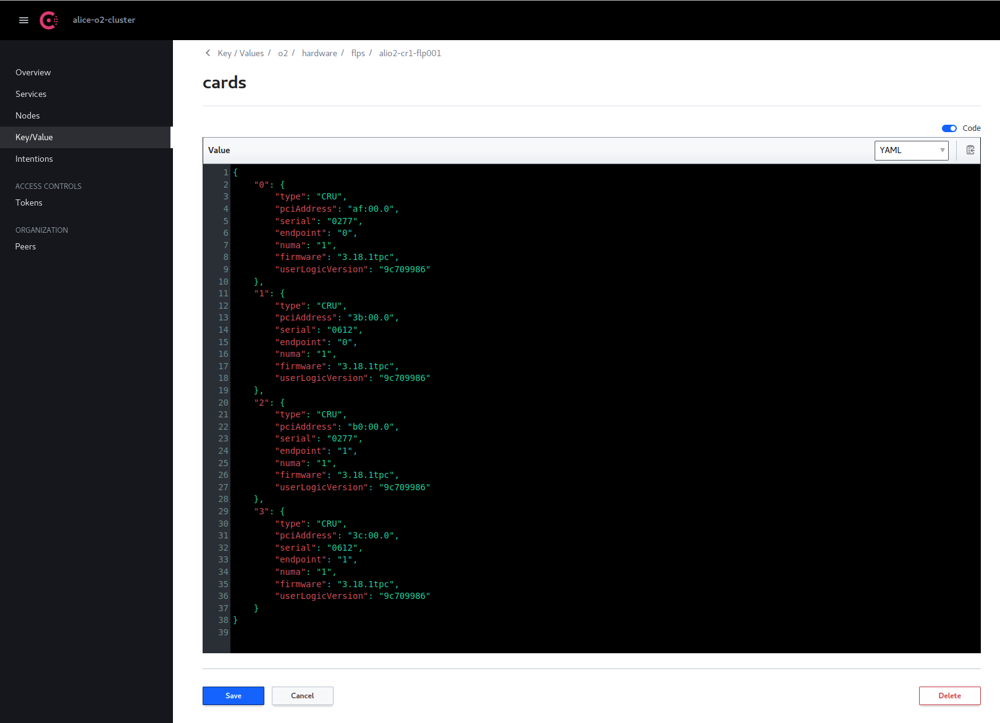 alice-o2-cluster
Overview
Services
Nodes
Key/Value
Intentions
ACCESS CONTROLS
Tokens
ORGANIZATION
Peers
Key / Values / o2 / hardware / flps / alio2-cr1-flp001
cards
Code
Value YAML
1 {
2     "0": {
3         "type": "CRU",
4         "pciAddress": "af:00.0",
5         "serial": "0277",
6         "endpoint": "0",
7         "numa": "1",
8         "firmware": "3.18.1tpc",
9         "userLogicVersion": "9c709986"
10     },
11     "1": {
12         "type": "CRU",
13         "pciAddress": "3b:00.0",
14         "serial": "0612",
15         "endpoint": "0",
16         "numa": "1",
17         "firmware": "3.18.1tpc",
18         "userLogicVersion": "9c709986"
19     },
20     "2": {
21         "type": "CRU",
22         "pciAddress": "b0:00.0",
23         "serial": "0277",
24         "endpoint": "1",
25         "numa": "1",
26         "firmware": "3.18.1tpc",
27         "userLogicVersion": "9c709986"
28     },
29     "3": {
30         "type": "CRU",
31         "pciAddress": "3c:00.0",
32         "serial": "0612",
33         "endpoint": "1",
34         "numa": "1",
35         "firmware": "3.18.1tpc",
36         "userLogicVersion": "9c709986"
37     }
38 }
39
Save Cancel Delete